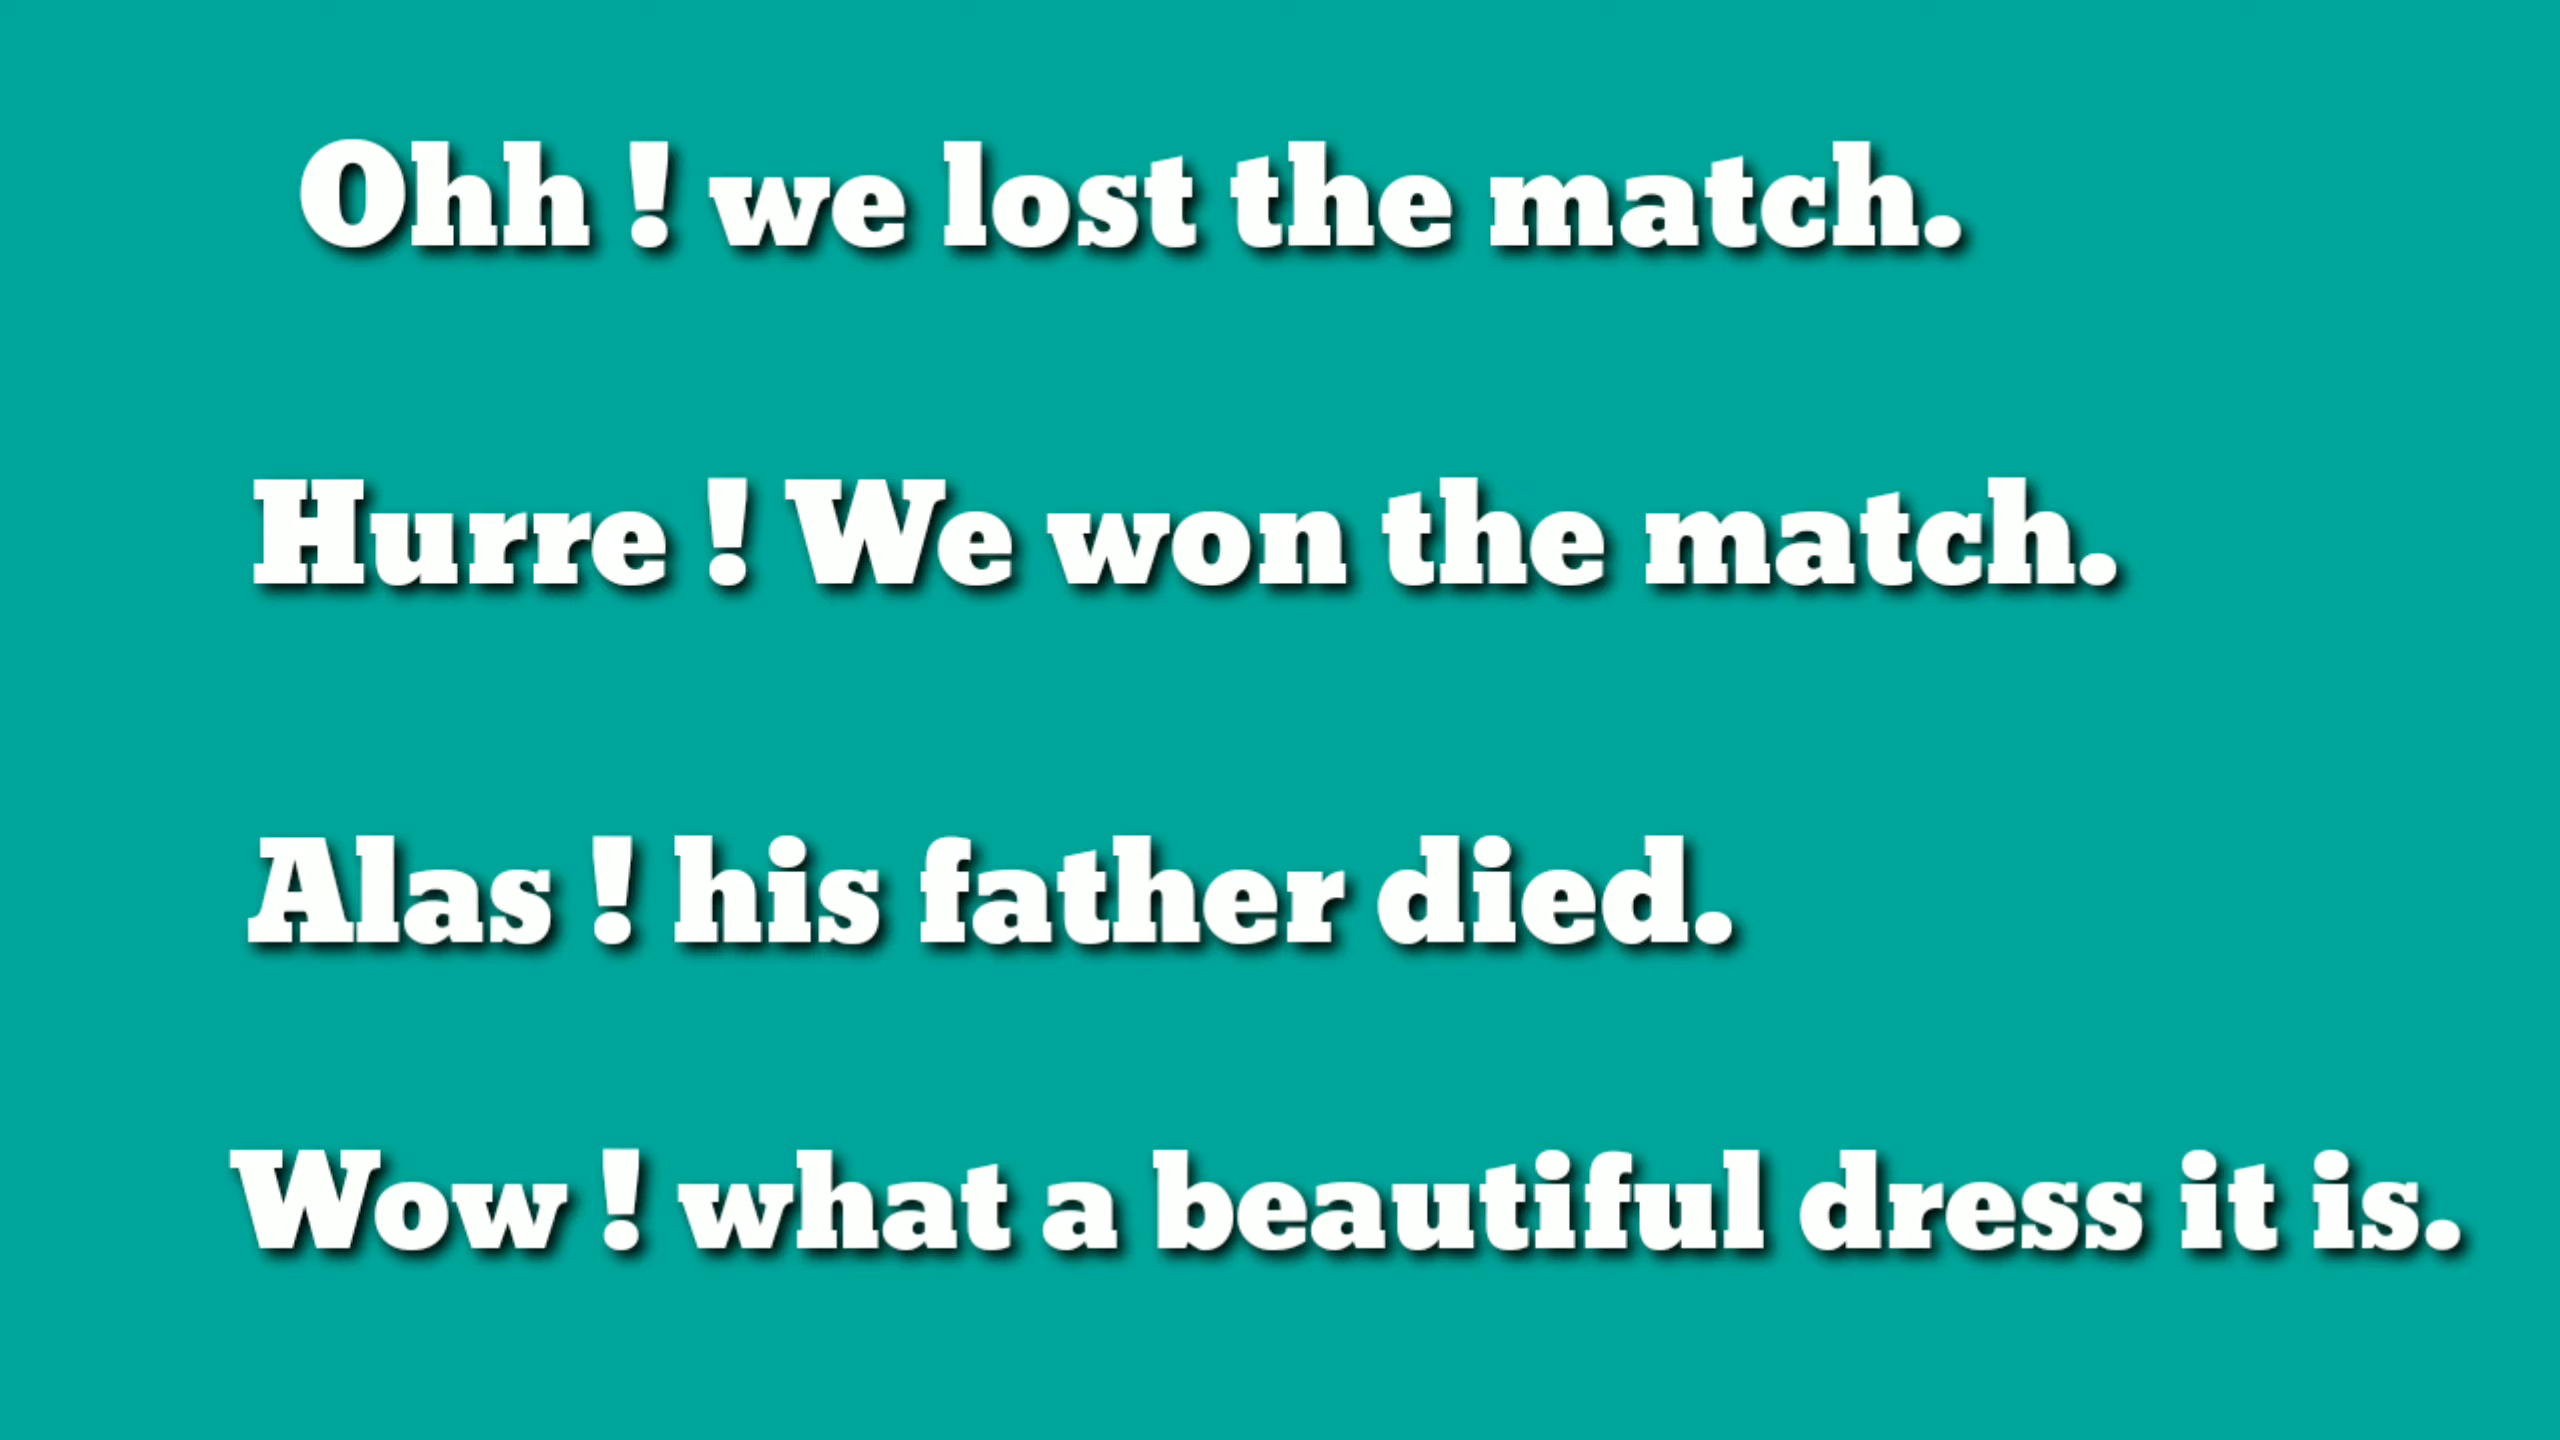 Ohh ! we lost the match.
Hurre ! We won the match.
Alas ! his father died.
Wow ! what a beautiful dress it is.